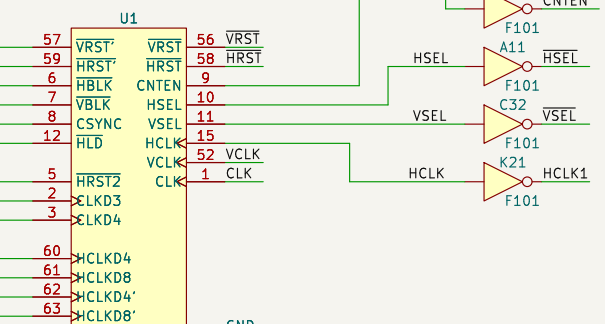 U1
CNTEN
F101
57 VRST' VRST 56 VRST
59 HRST' HRST 58 HRST
6 HBLK CNTEN 9
7 VBLK HSEL 10
8 CSYNC VSEL 11
12 HLD HCLK 15
VCLK 52 VCLK
5 HRST2 CLK 1 CLK
2 CLKD3
3 CLKD4
60 HCLKD4
61 HCLKD8
62 HCLKD4'
63 HCLKD8'
A11
HSEL HSEL
F101
C32
VSEL VSEL
F101
K21
HCLK HCLK1
F101